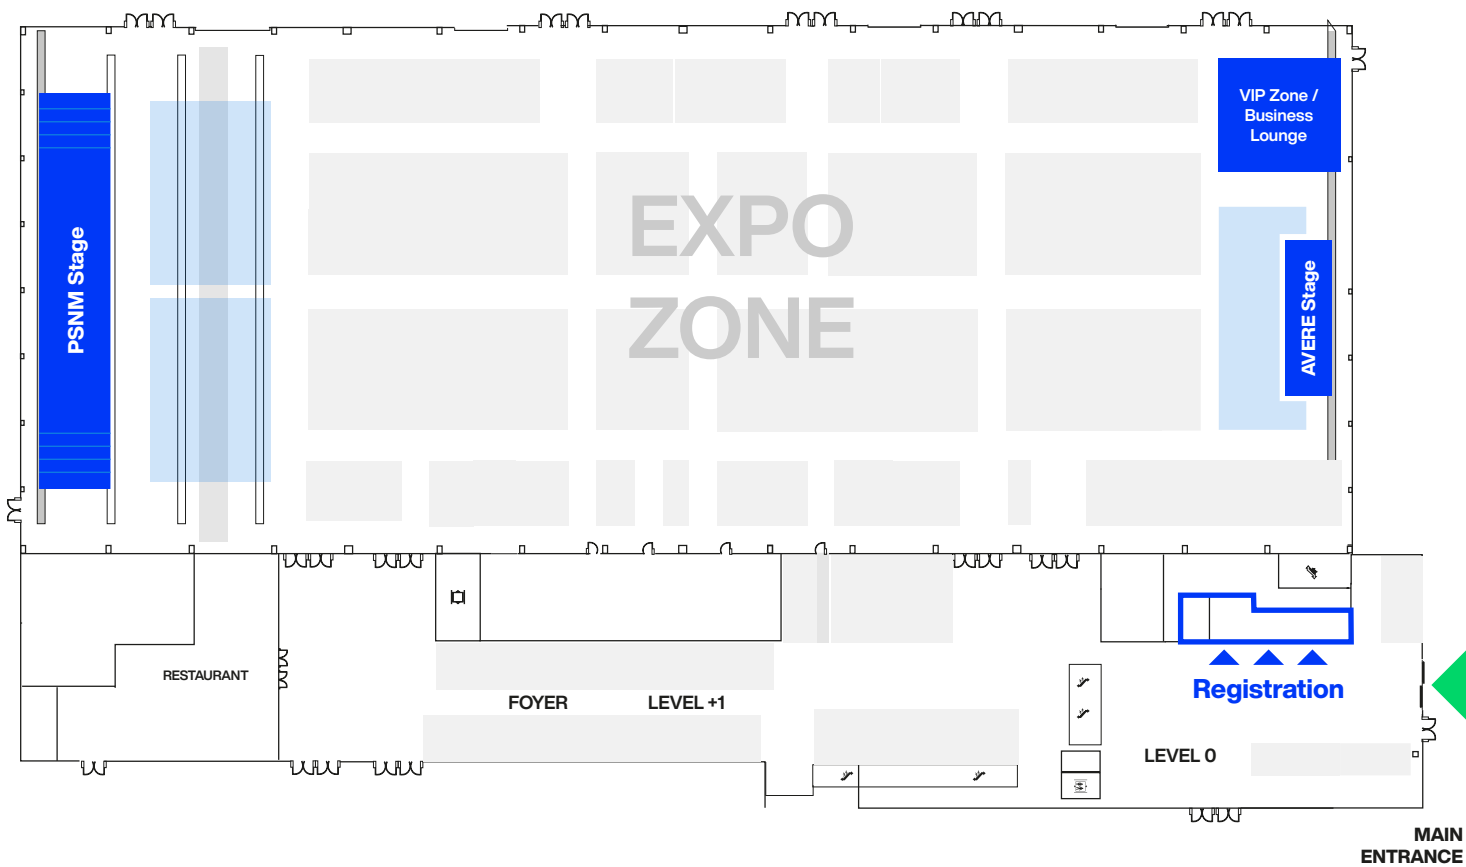 VIP Zone /
Business
Lounge
EXPO
ZONE
PSNM Stage
AVERE Stage
RESTAURANT
FOYER
LEVEL +1
Registration
LEVEL 0
MAIN
ENTRANCE